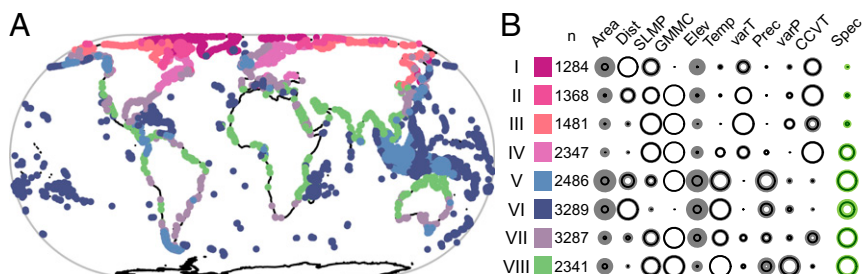 A
B
n Area Dist SLMP GMMC Elev Temp varT Prec varP CCVT Spec
I 1284
II 1368
III 1481
IV 2347
V 2486
VI 3289
VII 3287
VIII 2341